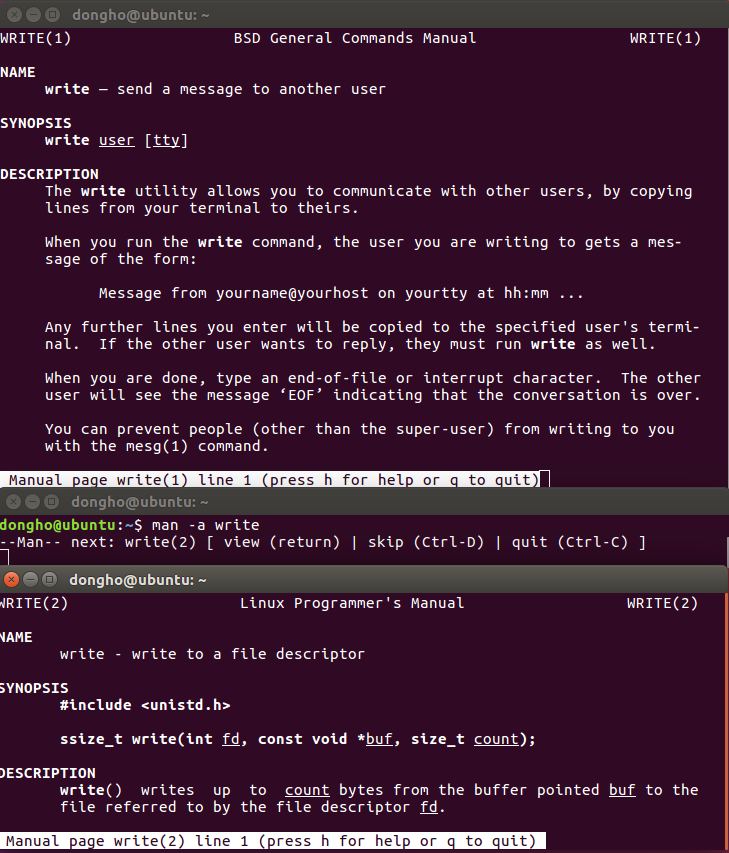 dongho@ubuntu: ~
WRITE(1) BSD General Commands Manual WRITE(1)
NAME
write — send a message to another user
SYNOPSIS
write user [tty]
DESCRIPTION
The write utility allows you to communicate with other users, by copying
lines from your terminal to theirs.
When you run the write command, the user you are writing to gets a mes‐
sage of the form:
Message from yourname@yourhost on yourtty at hh:mm ...
Any further lines you enter will be copied to the specified user's termi‐
nal.  If the other user wants to reply, they must run write as well.
When you are done, type an end-of-file or interrupt character.  The other
user will see the message ‘EOF’ indicating that the conversation is over.
You can prevent people (other than the super-user) from writing to you
with the mesg(1) command.
Manual page write(1) line 1 (press h for help or q to quit)
dongho@ubuntu: ~
dongho@ubuntu:~$ man -a write
--Man-- next: write(2) [ view (return) | skip (Ctrl-D) | quit (Ctrl-C) ]
dongho@ubuntu: ~
WRITE(2) Linux Programmer's Manual WRITE(2)
NAME
write - write to a file descriptor
SYNOPSIS
#include <unistd.h>
ssize_t write(int fd, const void *buf, size_t count);
DESCRIPTION
write()  writes  up  to  count bytes from the buffer pointed buf to the
file referred to by the file descriptor fd.
Manual page write(2) line 1 (press h for help or q to quit)